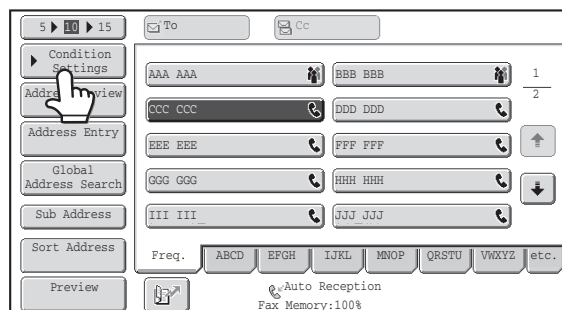 5 10 15
To
Cc
Condition
Settings
Address Review
Address Entry
Global
Address Search
Sub Address
Sort Address
Preview
AAA AAA
BBB BBB
CCC CCC
DDD DDD
EEE EEE
FFF FFF
GGG GGG
HHH HHH
III III
JJJ JJJ
1
2
Freq.
ABCD
EFGH
IJKL
MNOP
QRSTU
VWXYZ
etc.
Auto Reception
Fax Memory:100%